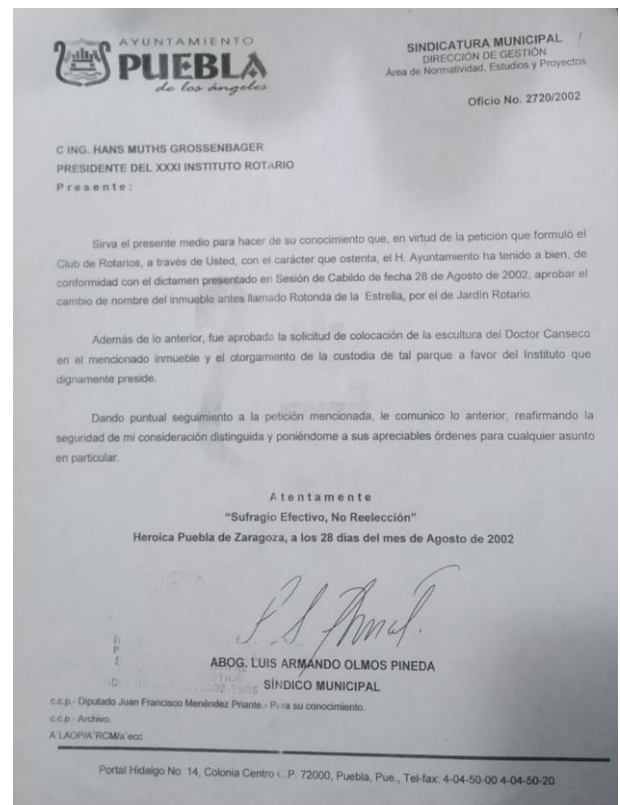 AYUNTAMIENTO
PUEBLA
de los ángeles
SINDICATURA MUNICIPAL
DIRECCIÓN DE GESTIÓN
Área de Normatividad, Estudios y Proyectos
Oficio No. 2720/2002
C ING. HANS MUTHS GROSSENBAGER
PRESIDENTE DEL XXXI INSTITUTO ROTARIO
Presente:
Sirva el presente medio para hacer de su conocimiento que, en virtud de la petición que formuló el
Club de Rotarios, a través de Usted, con el carácter que ostenta, el H. Ayuntamiento ha tenido a bien, de
conformidad con el dictamen presentado en Sesión de Cabildo de fecha 28 de Agosto de 2002, aprobar el
cambio de nombre del inmueble antes llamado Rotonda de la Estrella, por el de Jardín Rotario.
Además de lo anterior, fue aprobada la solicitud de colocación de la escultura del Doctor Canseco
en el mencionado inmueble y el otorgamiento de la custodia de tal parque a favor del Instituto que
dignamente preside.
Dando puntual seguimiento a la petición mencionada, le comunico lo anterior, reafirmando la
seguridad de mi consideración distinguida y poniéndome a sus apreciables órdenes para cualquier asunto
en particular.
Atentamente
"Sufragio Efectivo, No Reelección"
Heroica Puebla de Zaragoza, a los 28 días del mes de Agosto de 2002
ABOG. LUIS ARMANDO OLMOS PINEDA
SÍNDICO MUNICIPAL
c.c.p.- Diputado Juan Francisco Menéndez Priante.- Para su conocimiento.
c.c.p.- Archivo.
A´LAOP/A´RCM/a´ecc
Portal Hidalgo No. 14, Colonia Centro C.P. 72000, Puebla, Pue., Tel-fax: 4-04-50-00 4-04-50-20